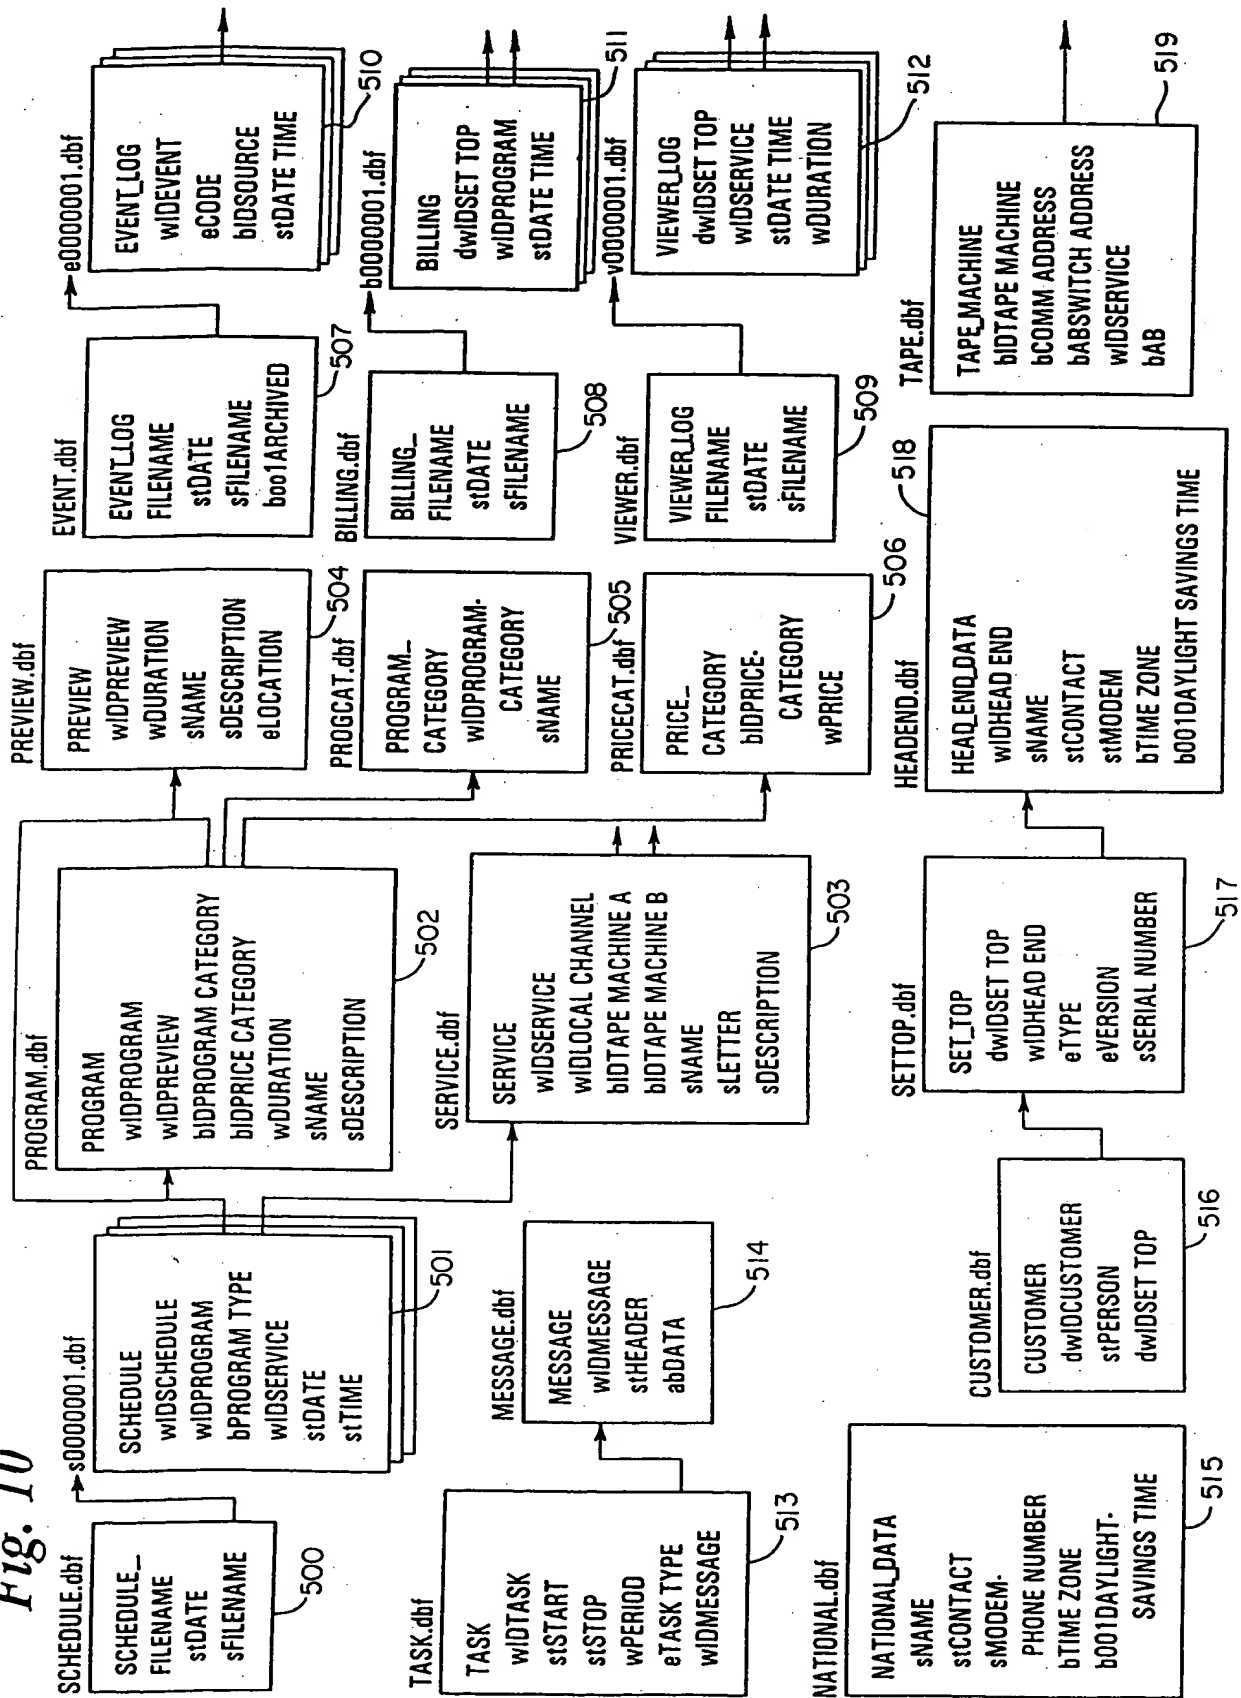 Fig. 10
SCHEDULE.dbf
SCHEDULE_
FILENAME
stDATE
sFILENAME
500
s0000001.dbf
SCHEDULE
wIDSCHEDULE
wIDPROGRAM
bPROGRAM TYPE
wIDSERVICE
stDATE
stTIME
501
PROGRAM.dbf
PROGRAM
wIDPROGRAM
wIDPREVIEW
bIDPROGRAM CATEGORY
bIDPRICE CATEGORY
wDURATION
sNAME
sDESCRIPTION
502
PREVIEW.dbf
PREVIEW
wIDPREVIEW
wDURATION
sNAME
sDESCRIPTION
eLOCATION
504
EVENT.dbf
EVENT_LOG
FILENAME
stDATE
sFILENAME
boo1ARCHIVED
507
e0000001.dbf
EVENT_LOG
wIDEVENT
eCODE
bIDSOURCE
stDATE TIME
510
PROGCAT.dbf
PROGRAM_
CATEGORY
wIDPROGRAM-
CATEGORY
sNAME
505
BILLING.dbf
BILLING_
FILENAME
stDATE
sFILENAME
508
b0000001.dbf
BILLING
dwIDSET TOP
wIDPROGRAM
stDATE TIME
511
TASK.dbf
TASK
wIDTASK
stSTART
stSTOP
wPERIOD
eTASK TYPE
wIDMESSAGE
513
MESSAGE.dbf
MESSAGE
wIDMESSAGE
stHEADER
abDATA
514
SERVICE.dbf
SERVICE
wIDSERVICE
wIDLOCAL CHANNEL
bIDTAPE MACHINE A
bIDTAPE MACHINE B
sNAME
sLETTER
sDESCRIPTION
503
PRICECAT.dbf
PRICE_
CATEGORY
bIDPRICE-
CATEGORY
wPRICE
506
VIEWER.dbf
VIEWER_LOG
FILENAME
stDATE
sFILENAME
509
v0000001.dbf
VIEWER_LOG
dwIDSET TOP
wIDSERVICE
stDATE TIME
wDURATION
512
NATIONAL.dbf
NATIONAL_DATA
sNAME
stCONTACT
sMODEM-
PHONE NUMBER
bTIME ZONE
b001DAYLIGHT-
SAVINGS TIME
515
CUSTOMER.dbf
CUSTOMER
dwIDCUSTOMER
stPERSON
dwIDSET TOP
516
SETTOP.dbf
SET_TOP
dwIDSET TOP
wIDHEAD END
eTYPE
eVERSION
sSERIAL NUMBER
517
HEADEND.dbf
HEAD_END_DATA
wIDHEAD END
sNAME
stCONTACT
stMODEM
bTIME ZONE
b001DAYLIGHT SAVINGS TIME
518
TAPE.dbf
TAPE_MACHINE
bIDTAPE MACHINE
bCOMM ADDRESS
bABSWITCH ADDRESS
wIDSERVICE
bAB
519